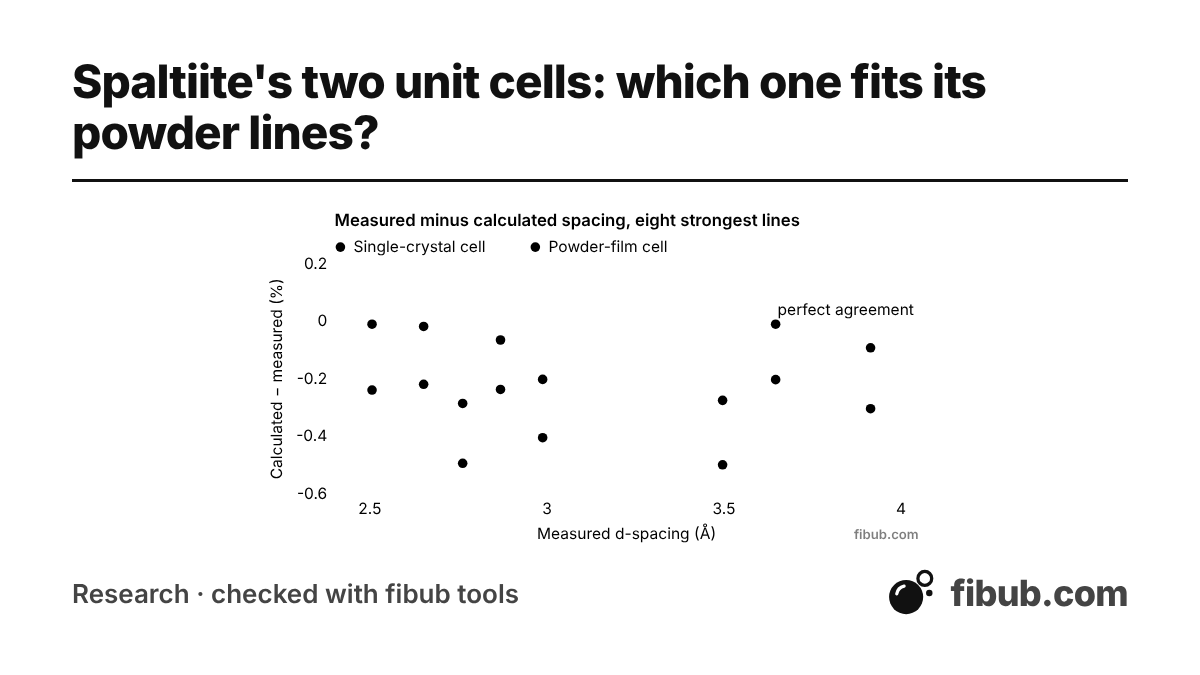 Spaltiite's two unit cells: which one fits its
powder lines?
Measured minus calculated spacing, eight strongest lines
Single-crystal cell
Powder-film cell
0.2
0
-0.2
-0.4
-0.6
Calculated − measured (%)
perfect agreement
2.5
3
3.5
4
Measured d-spacing (Å)
fibub.com
Research · checked with fibub tools
fibub.com